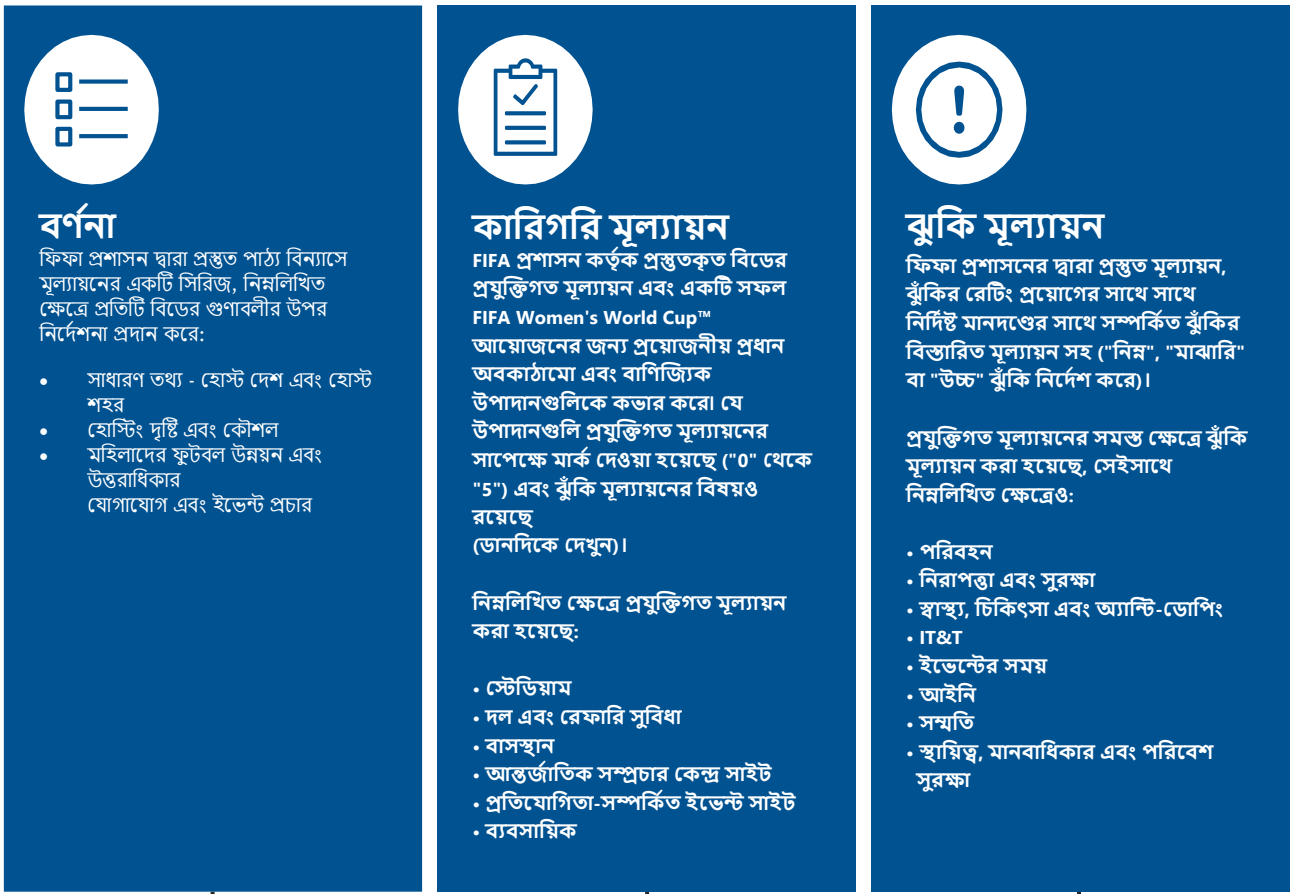 বর্ণনা
ফিফা প্রশাসন দ্বারা প্রস্তুত পাঠ্য বিন্যাসে
মূল্যায়নের একটি সিরিজ, নিম্নলিখিত
ক্ষেত্রে প্রতিটি বিডের গুণাবলীর উপর
নির্দেশনা প্রদান করে:
• সাধারণ তথ্য - হোস্ট দেশ এবং হোস্ট
শহর
• হোস্টিং দৃষ্টি এবং কৌশল
• মহিলাদের ফুটবল উন্নয়ন এবং
উত্তরাধিকার
যোগাযোগ এবং ইভেন্ট প্রচার
কারিগরি মূল্যায়ন
FIFA প্রশাসন কর্তৃক প্রস্তুতকৃত বিডের
প্রযুক্তিগত মূল্যায়ন এবং একটি সফল
FIFA Women's World Cup™
আয়োজনের জন্য প্রয়োজনীয় প্রধান
অবকাঠামো এবং বাণিজ্যিক
উপাদানগুলিকে কভার করে। যে
উপাদানগুলি প্রযুক্তিগত মূল্যায়নের
সাপেক্ষে মার্ক দেওয়া হয়েছে ("0" থেকে
"5") এবং ঝুঁকি মূল্যায়নের বিষয়ও
রয়েছে
(ডানদিকে দেখুন)।
নিম্নলিখিত ক্ষেত্রে প্রযুক্তিগত মূল্যায়ন
করা হয়েছে:
• স্টেডিয়াম
• দল এবং রেফারি সুবিধা
• বাসস্থান
• আন্তর্জাতিক সম্প্রচার কেন্দ্র সাইট
• প্রতিযোগিতা-সম্পর্কিত ইভেন্ট সাইট
• ব্যবসায়িক
ঝুকি মূল্যায়ন
ফিফা প্রশাসনের দ্বারা প্রস্তুত মূল্যায়ন,
ঝুঁকির রেটিং প্রয়োগের সাথে সাথে
নির্দিষ্ট মানদণ্ডের সাথে সম্পর্কিত ঝুঁকির
বিস্তারিত মূল্যায়ন সহ ("নিম্ন", "মাঝারি"
বা "উচ্চ" ঝুঁকি নির্দেশ করে)।
প্রযুক্তিগত মূল্যায়নের সমস্ত ক্ষেত্রে ঝুঁকি
মূল্যায়ন করা হয়েছে, সেইসাথে
নিম্নলিখিত ক্ষেত্রেও:
• পরিবহন
• নিরাপত্তা এবং সুরক্ষা
• স্বাস্থ্য, চিকিৎসা এবং অ্যান্টি-ডোপিং
• IT&T
• ইভেন্টের সময়
• আইনি
• সম্মতি
• স্থায়িত্ব, মানবাধিকার এবং পরিবেশ
সুরক্ষা